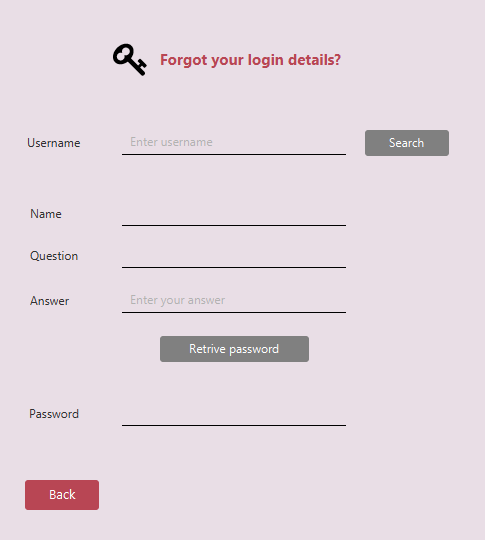 Forgot your login details?
Username Enter username Search
Name
Question
Answer Enter your answer
Retrive password
Password
Back